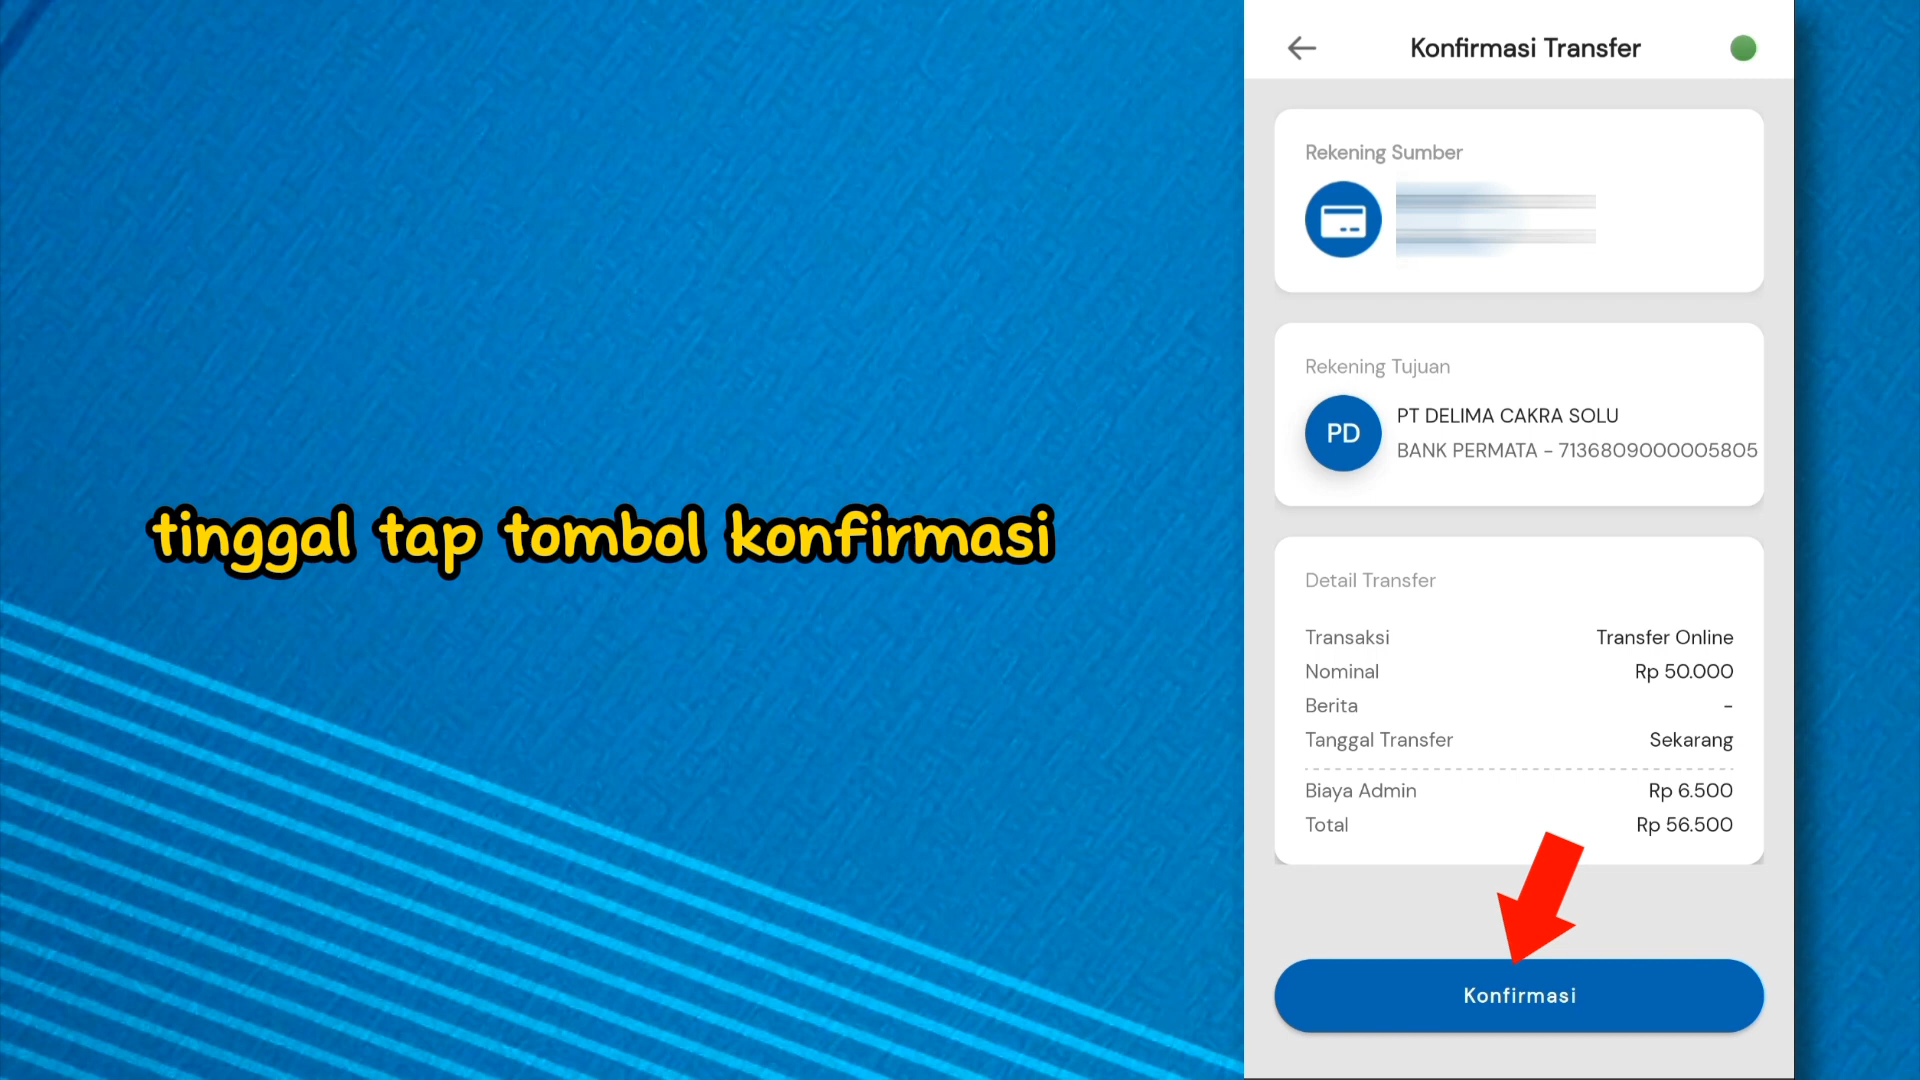 tinggal tap tombol konfirmasi
Konfirmasi Transfer
Rekening Sumber
Rekening Tujuan
PD
PT DELIMA CAKRA SOLU
BANK PERMATA - 7136809000005805
Detail Transfer
Transaksi Transfer Online
Nominal Rp 50.000
Berita -
Tanggal Transfer Sekarang
Biaya Admin Rp 6.500
Total Rp 56.500
Konfirmasi